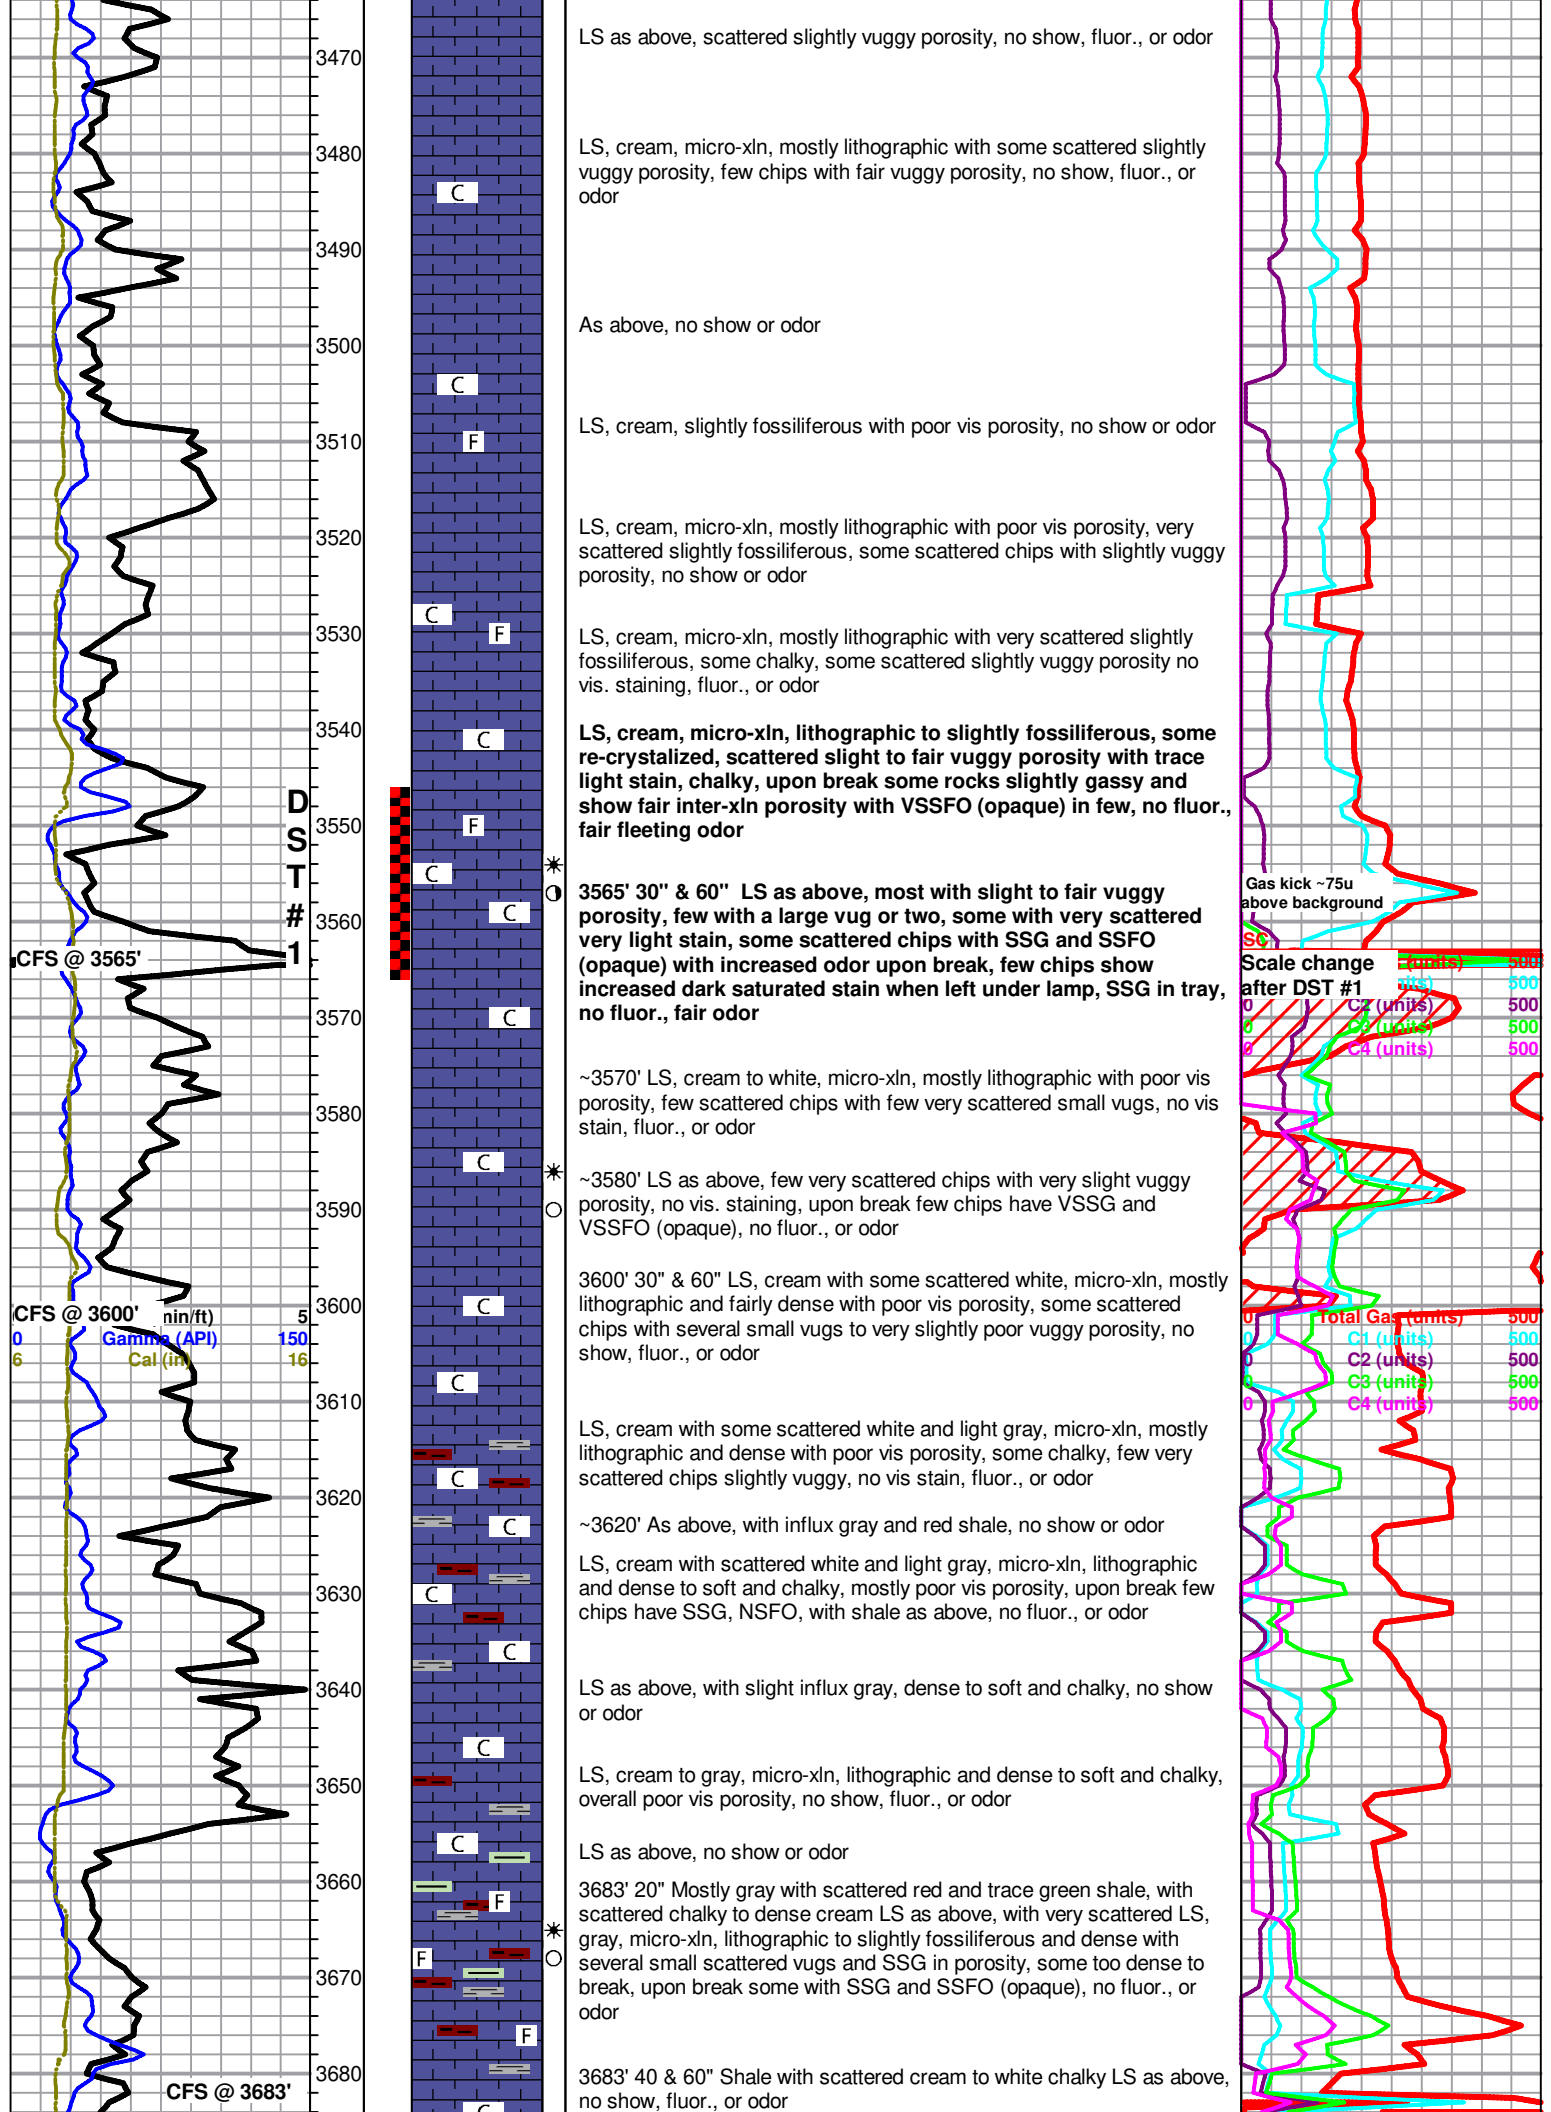 LS as above, scattered slightly vuggy porosity, no show, fluor., or odor
3470
LS, cream, micro-xln, mostly lithographic with some scattered slightly
vuggy porosity, few chips with fair vuggy porosity, no show, fluor., or
odor
3480
C
3490
As above, no show or odor
3500
C
LS, cream, slightly fossiliferous with poor vis porosity, no show or odor
3510
F
LS, cream, micro-xln, mostly lithographic with poor vis porosity, very
scattered slightly fossiliferous, some scattered chips with slightly vuggy
porosity, no show or odor
3520
C
3530
F
LS, cream, micro-xln, mostly lithographic with very scattered slightly
fossiliferous, some chalky, some scattered slightly vuggy porosity no
vis. staining, fluor., or odor
3540
C
LS, cream, micro-xln, lithographic to slightly fossiliferous, some
re-crystalized, scattered slight to fair vuggy porosity with trace
light stain, chalky, upon break some rocks slightly gassy and
show fair inter-xln porosity with VSSFO (opaque) in few, no fluor.,
fair fleeting odor
DST#1
3550
F
C
3560
C
3565' 30" & 60" LS as above, most with slight to fair vuggy
porosity, few with a large vug or two, some with very scattered
very light stain, some scattered chips with SSG and SSFO
(opaque) with increased odor upon break, few chips show
increased dark saturated stain when left under lamp, SSG in tray,
no fluor., fair odor
Gas kick ~75u
above background
SC
CFS @ 3565'
Scale change
after DST #1
(units) 500
units) 500
0 C2 (units) 500
0 C3 (units) 500
0 C4 (units) 500
3570
C
~3570' LS, cream to white, micro-xln, mostly lithographic with poor vis
porosity, few scattered chips with few very scattered small vugs, no vis
stain, fluor., or odor
3580
C
~3580' LS as above, few very scattered chips with very slight vuggy
porosity, no vis. staining, upon break few chips have VSSG and
VSSFO (opaque), no fluor., or odor
3590
3600' 30" & 60" LS, cream with some scattered white, micro-xln, mostly
lithographic and fairly dense with poor vis porosity, some scattered
chips with several small vugs to very slightly poor vuggy porosity, no
show, fluor., or odor
3600
C
CFS @ 3600' min/ft) 5
0 Gamma (API) 150
6 Cal (in) 16
0 Total Gas (units) 500
0 C1 (units) 500
0 C2 (units) 500
0 C3 (units) 500
0 C4 (units) 500
C
3610
LS, cream with some scattered white and light gray, micro-xln, mostly
lithographic and dense with poor vis porosity, some chalky, few very
scattered chips slightly vuggy, no vis stain, fluor., or odor
C
3620
C
~3620' As above, with influx gray and red shale, no show or odor
LS, cream with scattered white and light gray, micro-xln, lithographic
and dense to soft and chalky, mostly poor vis porosity, upon break few
chips have SSG, NSFO, with shale as above, no fluor., or odor
3630
C
C
3640
LS as above, with slight influx gray, dense to soft and chalky, no show
or odor
C
3650
LS, cream to gray, micro-xln, lithographic and dense to soft and chalky,
overall poor vis porosity, no show, fluor., or odor
C
LS as above, no show or odor
3660
F
3683' 20" Mostly gray with scattered red and trace green shale, with
scattered chalky to dense cream LS as above, with very scattered LS,
gray, micro-xln, lithographic to slightly fossiliferous and dense with
several small scattered vugs and SSG in porosity, some too dense to
break, upon break some with SSG and SSFO (opaque), no fluor., or
odor
F
3670
F
3680
3683' 40 & 60" Shale with scattered cream to white chalky LS as above,
no show, fluor., or odor
CFS @ 3683'
C